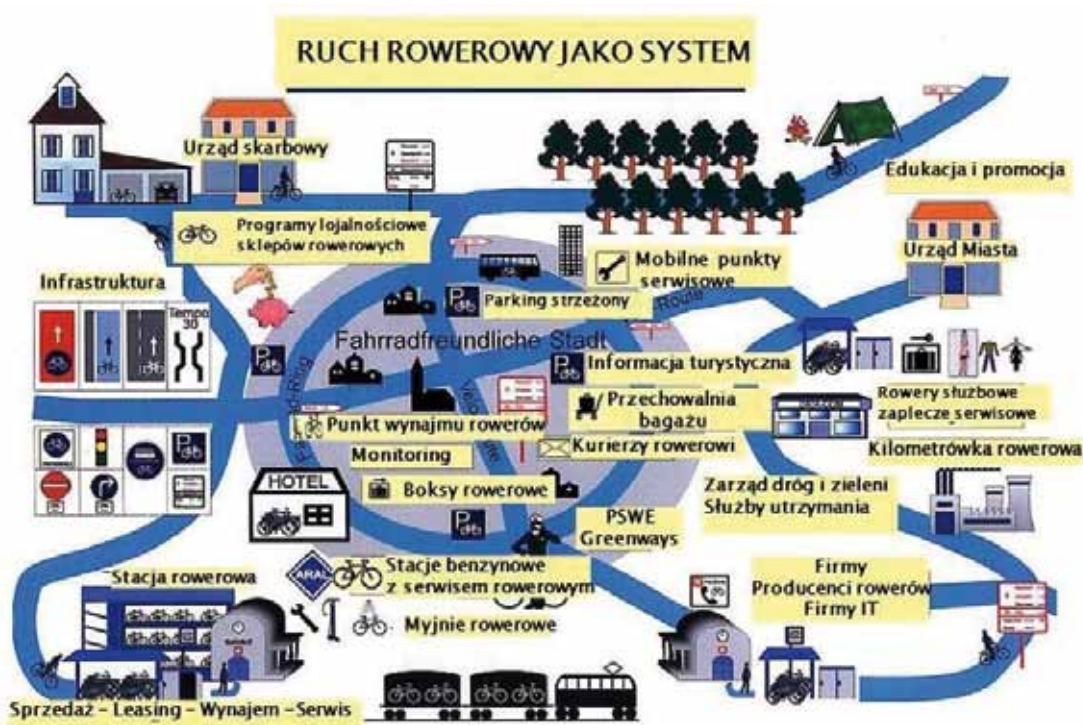 RUCH ROWEROWY JAKO SYSTEM
Urząd skarbowy
Edukacja i promocja
Programy lojalnościowe
sklepów rowerowych
Urząd Miasta
Mobilne punkty
serwisowe
Infrastruktura
Tempo
30
Parking strzeżony
Route
Fahrradfreundliche Stadt
Informacja turystyczna
Przechowalnia
bagażu
Rowery służbowe
zaplecze serwisowe
Punkt wynajmu rowerów
Kurierzy rowerowi
Kilometrówka rowerowa
Monitoring
HOTEL
Boksy rowerowe
Zarząd dróg i zieleni
Służby utrzymania
PSWE
Greenways
ARAL
Stacje benzynowe
z serwisem rowerowym
Firmy
Producenci rowerów
Firmy IT
Stacja rowerowa
Myjnie rowerowe
Sprzedaż - Leasing - Wynajem -Serwis